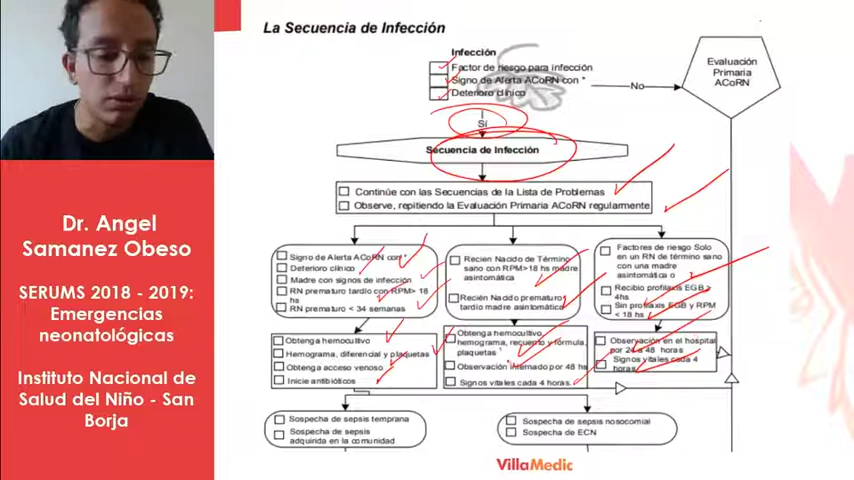 La Secuencia de Infección
Infección
Factor de riesgo para infección
Signo de Alerta ACoRN con *
Deterioro clínico
No
Evaluación
Primaria
ACoRN
Sí
Secuencia de Infección
Continúe con las Secuencias de la Lista de Problemas
Observe, repitiendo la Evaluación Primaria ACoRN regularmente
Signo de Alerta ACoRN con *
Deterioro clínico
Madre con signos de infección
RN prematuro tardío con RPM> 18
hs
RN prematuro < 34 semanas
Recién Nacido de Término
sano con RPM>18 hs madre
asintomática
Recién Nacido prematuro
tardío madre asintomática
Factores de riesgo Solo
en un RN de término sano
con una madre
asintomática o
Recibio profilaxis EGB ≥
4hs
Sin profilaxis EGB y RPM
< 18 hs
Obtenga hemocultivo
Hemograma, diferencial y plaquetas
Obtenga acceso venoso
Inicie antibióticos
Obtenga hemocultivo,
hemograma, recuento y fórmula,
plaquetas
Observación internado por 48 hs
Signos vitales cada 4 horas.
Observación en el hospital
por 24 a 48 horas
Signos vitales cada 4
horas.
Sospecha de sepsis temprana
Sospecha de sepsis
adquirida en la comunidad
Sospecha de sepsis nosocomial
Sospecha de ECN
Dr. Angel
Samanez Obeso
SERUMS 2018 - 2019:
Emergencias
neonatológicas
Instituto Nacional de
Salud del Niño - San
Borja
VillaMedic